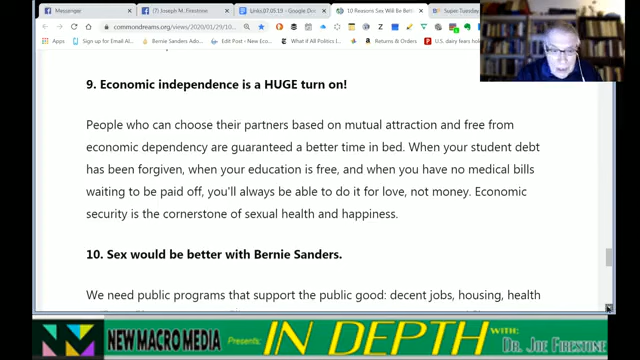 Messenger
(7) Joseph M. Firestone
Links,07.05.19 - Google Dri
10 Reasons Sex Will Be Bett
Super-Tuesday
commondreams.org/views/2020/01/29/10
Sign up for Email Al
Bernie Sanders Ado
Edit Post ‹ New Eco
What If All Politics I
U.S. dairy fears lo
9. Economic independence is a HUGE turn on!
People who can choose their partners based on mutual attraction and free from
economic dependency are guaranteed a better time in bed. When your student debt
has been forgiven, when your education is free, and when you have no medical bills
waiting to be paid off, you'll always be able to do it for love, not money. Economic
security is the cornerstone of sexual health and happiness.
10. Sex would be better with Bernie Sanders.
We need public programs that support the public good: decent jobs, housing, health
NEW MACRO MEDIA Presents: IN DEPTH WITH: DR. JOE FIRESTONE